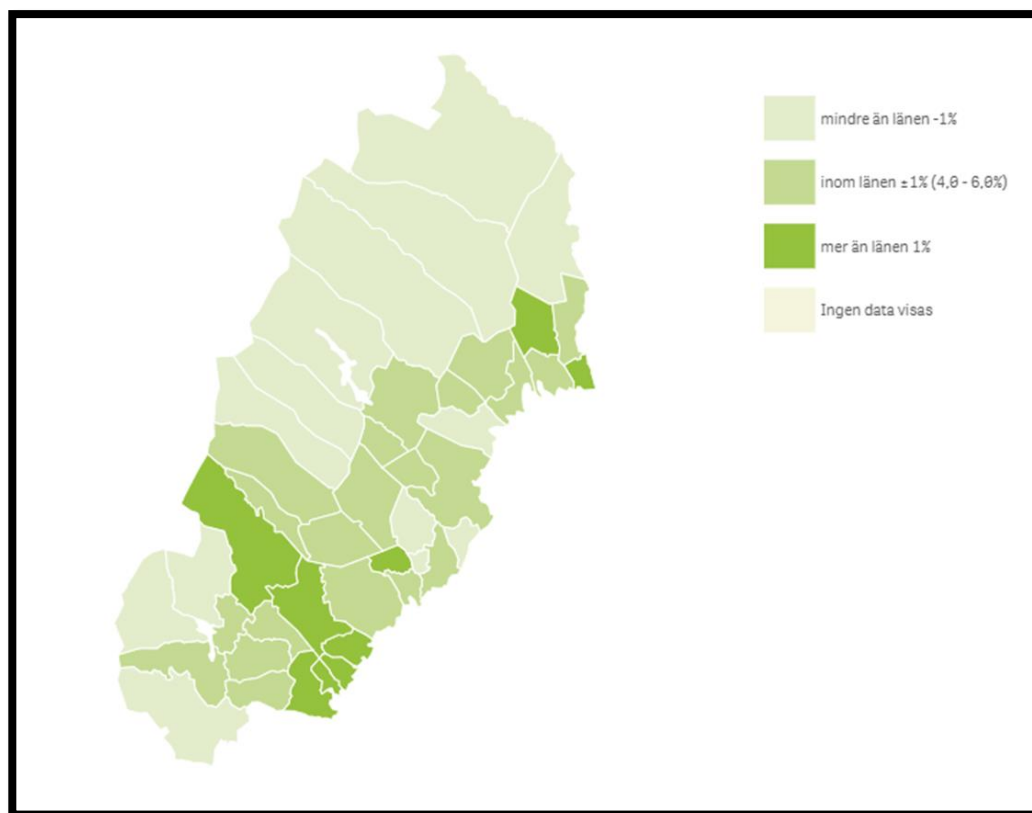 mindre än länen -1%
inom länen ±1% (4,0 - 6,0%)
mer än länen 1%
Ingen data visas